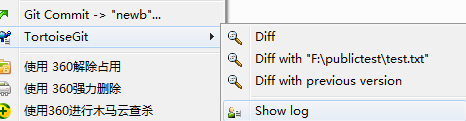 Git Commit -> "newb"...
TortoiseGit
使用 360解除占用
使用 360强力删除
使用360进行木马云查杀
Diff
Diff with "F:\publictest\test.txt"
Diff with previous version
Show log